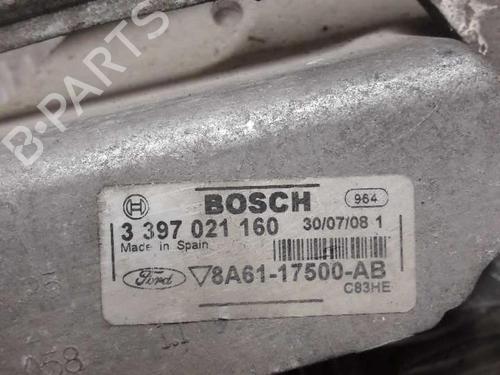 B-PARTS
BOSCH 964
3 397 021 160 30/07/08 1
Made in Spain
Ford 8A61-17500-AB
C83HE